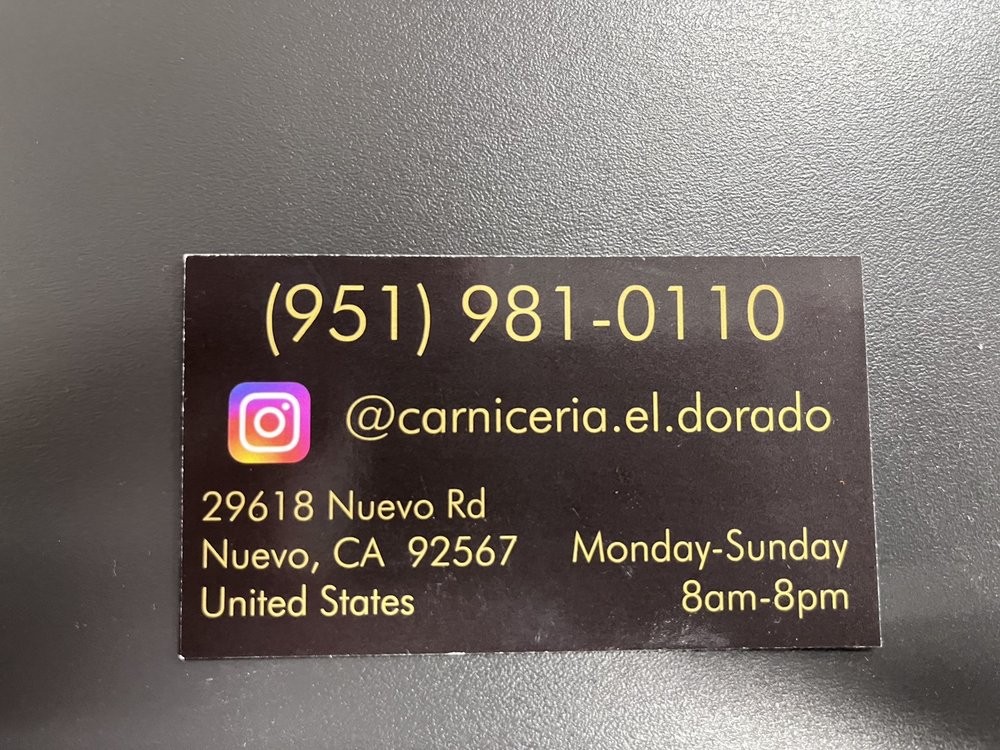 (951) 981-0110
@carniceria.el.dorado
29618 Nuevo Rd
Nuevo, CA 92567
United States
Monday-Sunday
8am-8pm